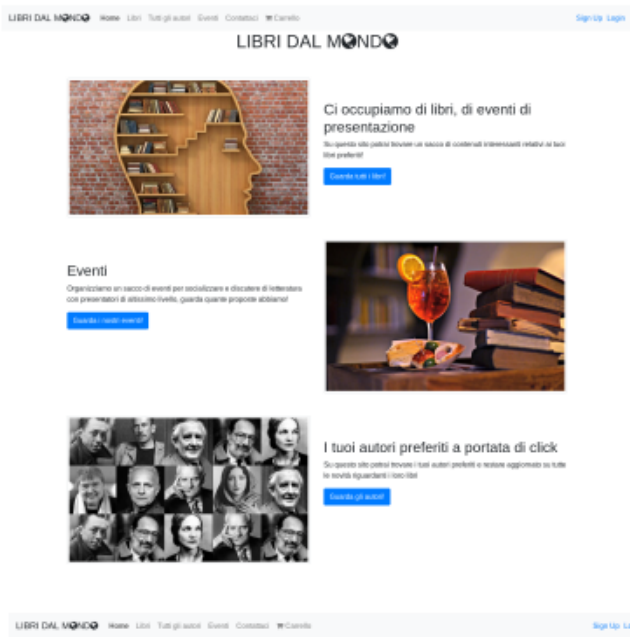 LIBRI DAL MONDO Home Libri Tutti gli autori Eventi Contattaci Carrello Sign Up Login
LIBRI DAL MONDO
Ci occupiamo di libri, di eventi di
presentazione
Su questo sito potrai trovare un sacco di contenuti interessanti relativi ai tuoi
libri preferiti!
Guarda tutti i libri!
Eventi
Organizziamo un sacco di eventi per socializzare e discutere di letteratura
con presentatori di altissimo livello, guarda quante proposte abbiamo!
Guarda i nostri eventi!
I tuoi autori preferiti a portata di click
Su questo sito potrai trovare i tuoi autori preferiti e restare aggiornato su tutte
le novità riguardanti i loro libri
Guarda gli autori!
LIBRI DAL MONDO Home Libri Tutti gli autori Eventi Contattaci Carrello Sign Up Lo